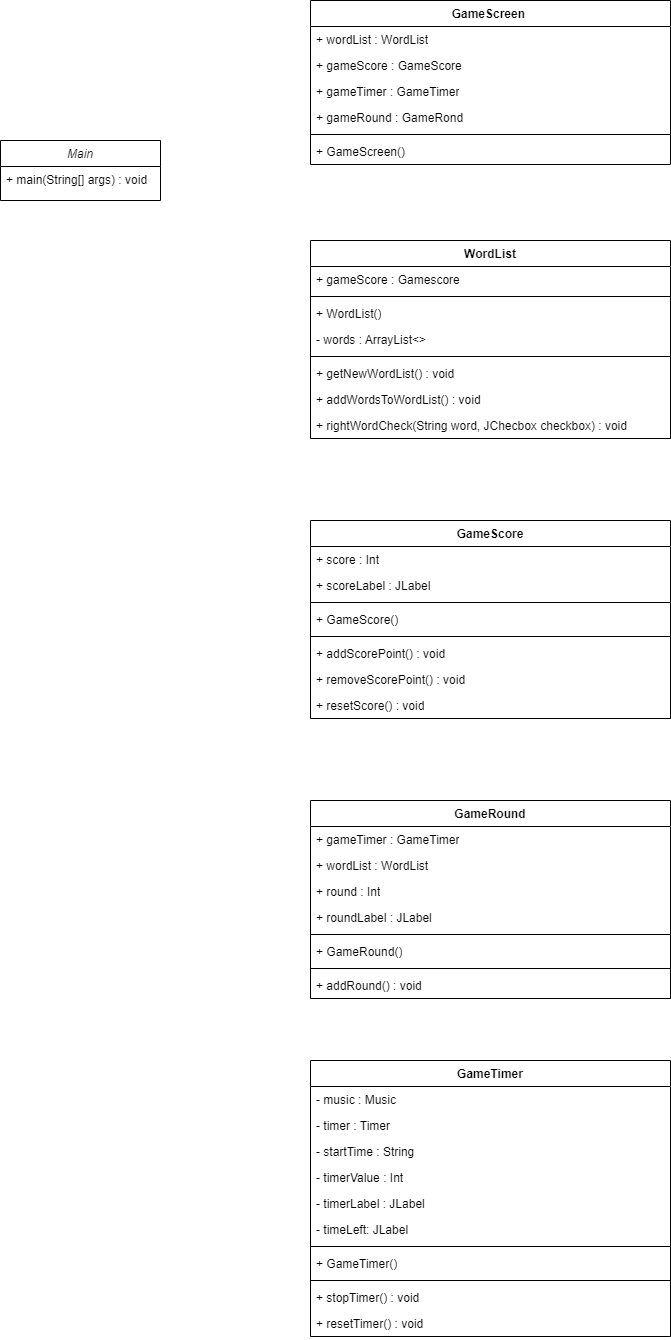 GameScreen
+ wordList : WordList
+ gameScore : GameScore
+ gameTimer : GameTimer
+ gameRound : GameRond
+ GameScreen()
Main
+ main(String[] args) : void
WordList
+ gameScore : Gamescore
+ WordList()
- words : ArrayList<>
+ getNewWordList() : void
+ addWordsToWordList() : void
+ rightWordCheck(String word, JChecbox checkbox) : void
GameScore
+ score : Int
+ scoreLabel : JLabel
+ GameScore()
+ addScorePoint() : void
+ removeScorePoint() : void
+ resetScore() : void
GameRound
+ gameTimer : GameTimer
+ wordList : WordList
+ round : Int
+ roundLabel : JLabel
+ GameRound()
+ addRound() : void
GameTimer
- music : Music
- timer : Timer
- startTime : String
- timerValue : Int
- timerLabel : JLabel
- timeLeft: JLabel
+ GameTimer()
+ stopTimer() : void
+ resetTimer() : void